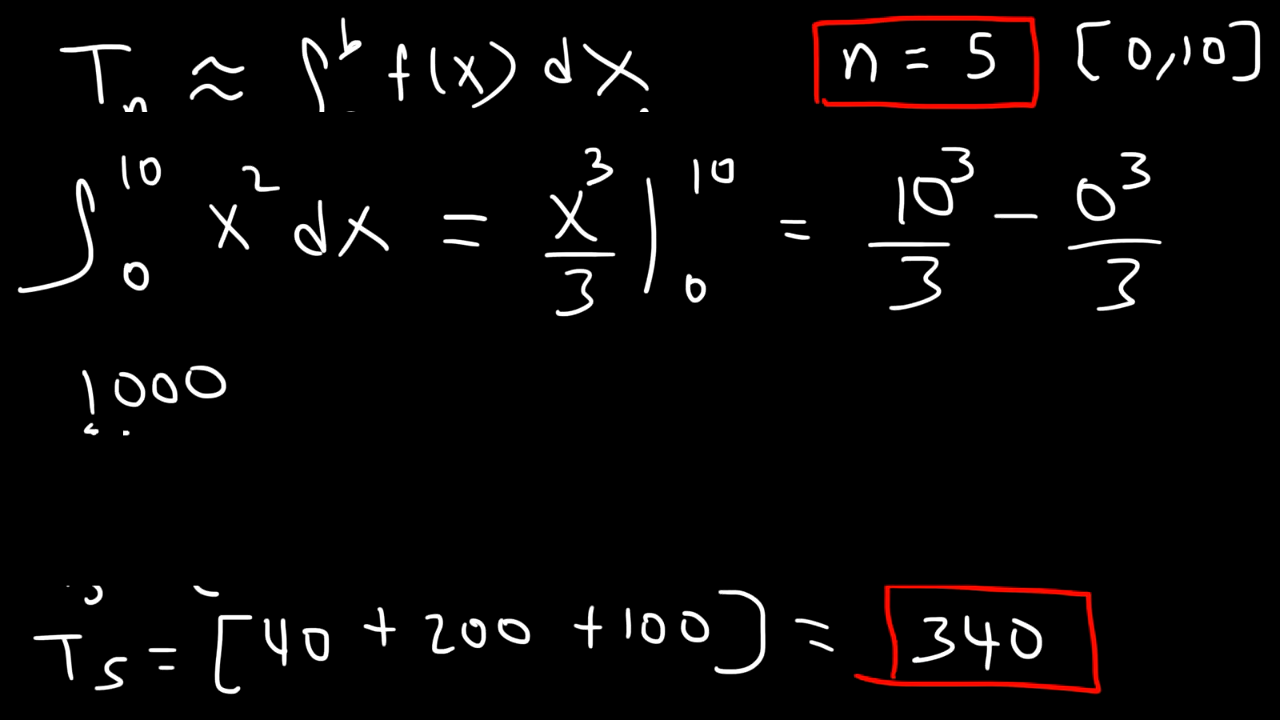 Tₙ ≈ ∫ᵇ f(x) dx n = 5 [0,10]
∫₀¹⁰ x² dx = x³/3 |₀¹⁰ = 10³/3 − 0³/3
1000
T₅ = [40 + 200 + 100] = 340